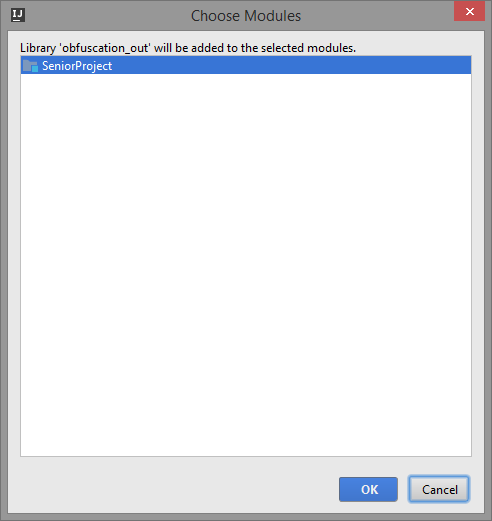 IJ
Choose Modules
Library 'obfuscation_out' will be added to the selected modules.
SeniorProject
OK
Cancel